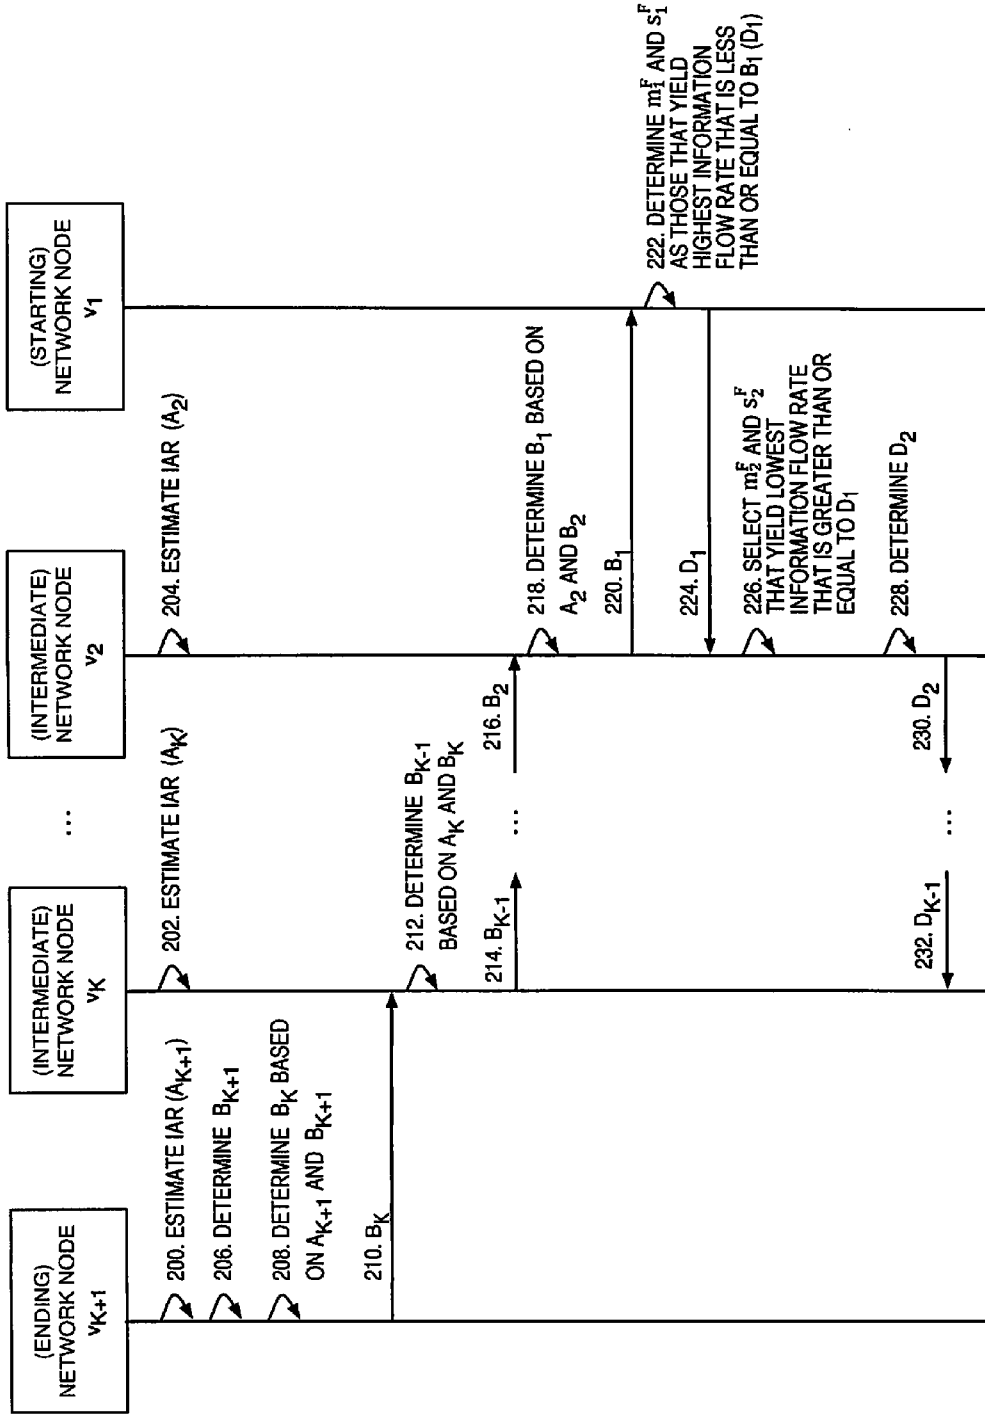 (ENDING)
NETWORK NODE
vK+1
(INTERMEDIATE)
NETWORK NODE
vK
...
(INTERMEDIATE)
NETWORK NODE
v2
(STARTING)
NETWORK NODE
v1
200. ESTIMATE IAR (AK+1)
202. ESTIMATE IAR (AK)
204. ESTIMATE IAR (A2)
206. DETERMINE BK+1
208. DETERMINE BK BASED
ON AK+1 AND BK+1
210. BK
212. DETERMINE BK-1
BASED ON AK AND BK
214. BK-1
...
216. B2
218. DETERMINE B1 BASED ON
A2 AND B2
220. B1
222. DETERMINE m1F AND s1F
AS THOSE THAT YIELD
HIGHEST INFORMATION
FLOW RATE THAT IS LESS
THAN OR EQUAL TO B1 (D1)
224. D1
226. SELECT m2F AND s2F
THAT YIELD LOWEST
INFORMATION FLOW RATE
THAT IS GREATER THAN OR
EQUAL TO D1
228. DETERMINE D2
230. D2
...
232. DK-1